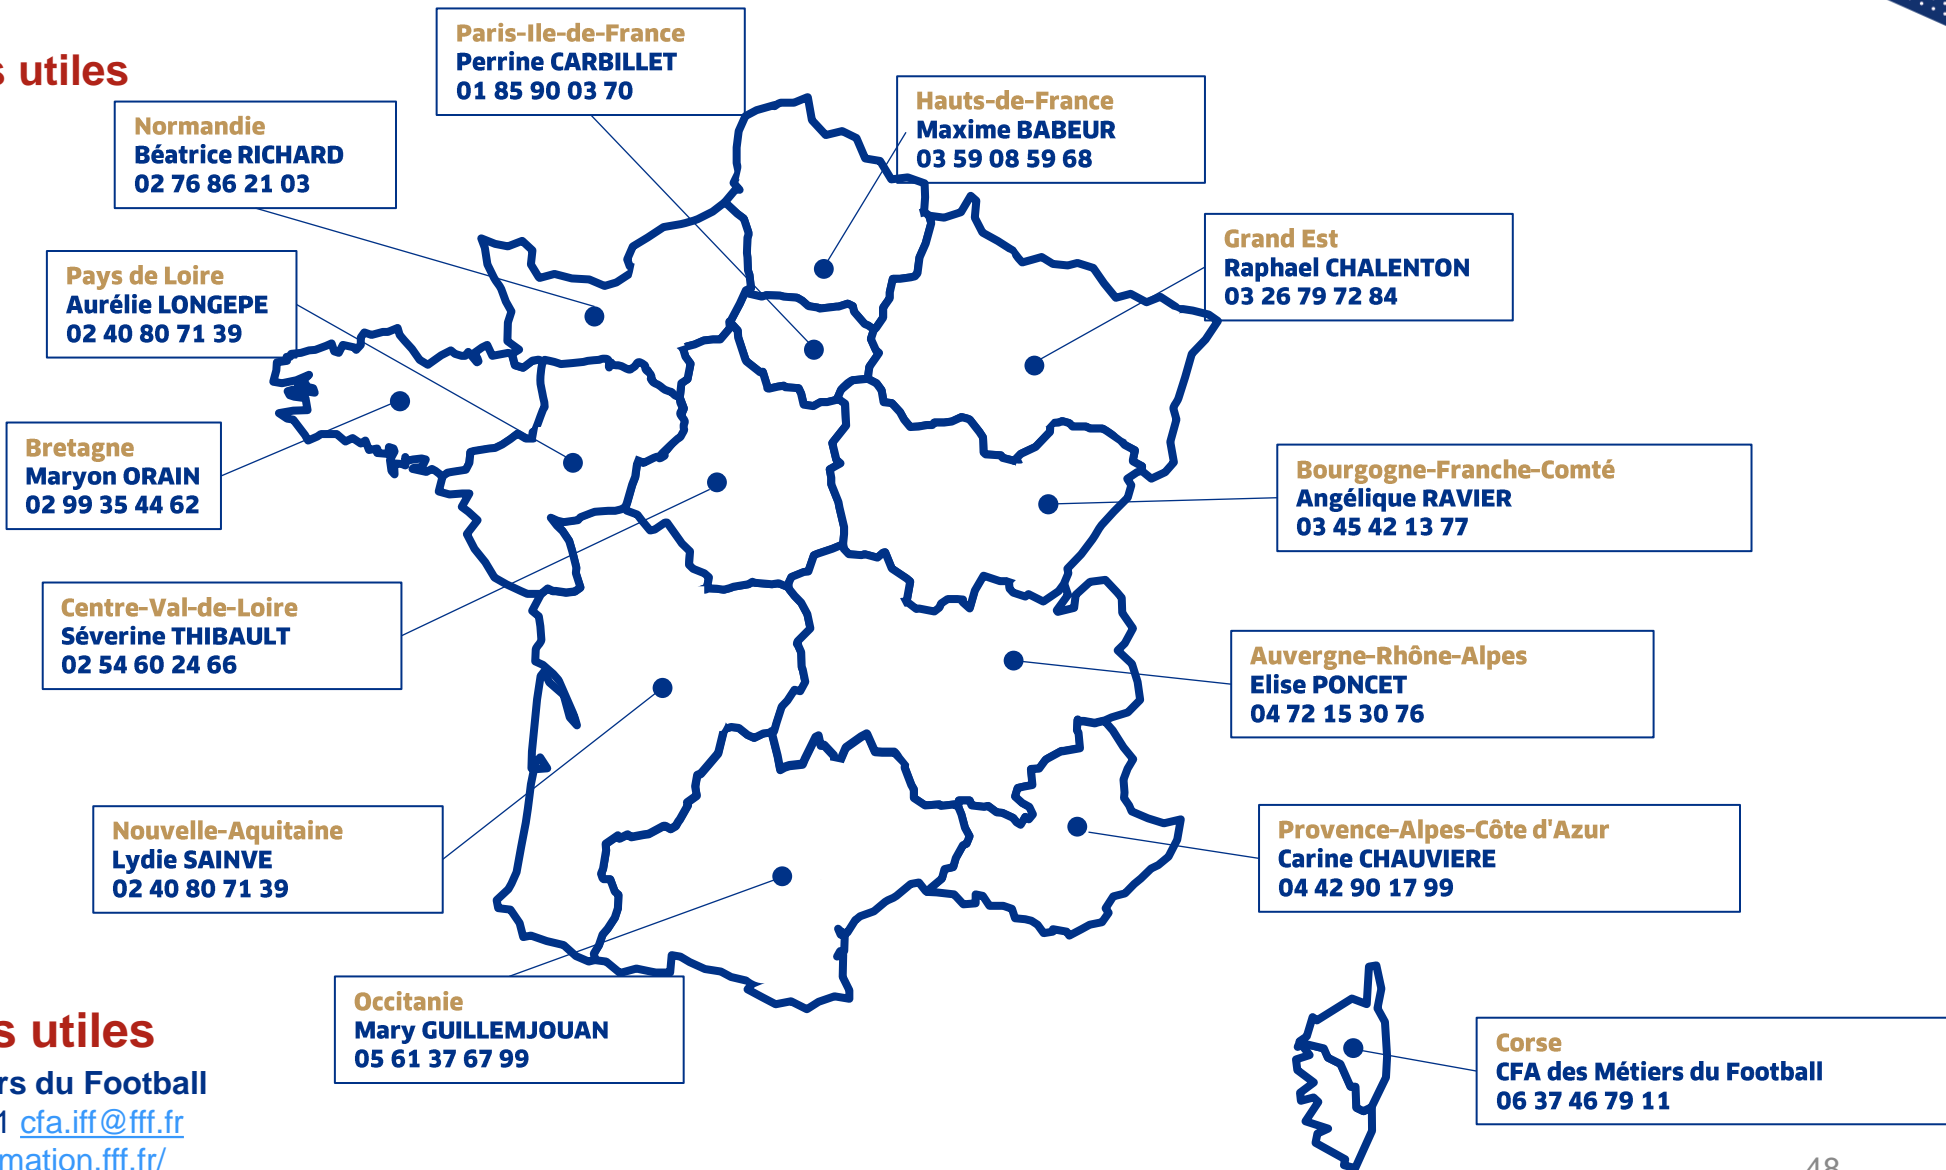 s utiles
Paris-Ile-de-France
Perrine CARBILLET
01 85 90 03 70
Hauts-de-France
Maxime BABEUR
03 59 08 59 68
Normandie
Béatrice RICHARD
02 76 86 21 03
Grand Est
Raphael CHALENTON
03 26 79 72 84
Pays de Loire
Aurélie LONGEPE
02 40 80 71 39
Bretagne
Maryon ORAIN
02 99 35 44 62
Bourgogne-Franche-Comté
Angélique RAVIER
03 45 42 13 77
Centre-Val-de-Loire
Séverine THIBAULT
02 54 60 24 66
Auvergne-Rhône-Alpes
Elise PONCET
04 72 15 30 76
Nouvelle-Aquitaine
Lydie SAINVE
02 40 80 71 39
Provence-Alpes-Côte d'Azur
Carine CHAUVIERE
04 42 90 17 99
Occitanie
Mary GUILLEMJOUAN
05 61 37 67 99
Corse
CFA des Métiers du Football
06 37 46 79 11
s utiles
rs du Football
1 cfa.iff@fff.fr
mation.fff.fr/
48